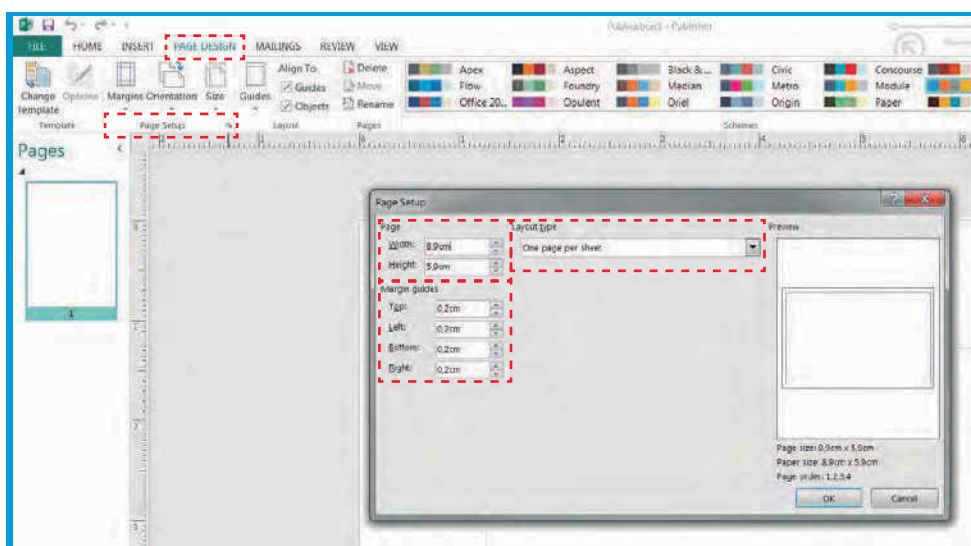 Publication1 - Publisher
FILE HOME INSERT PAGE DESIGN MAILINGS REVIEW VIEW
Change Template Options Margins Orientation Size Guides
Align To Guides Objects
Delete Move Rename
Apex Aspect Black &... Civic Concourse
Flow Foundry Median Metro Module
Office 20... Opulent Oriel Origin Paper
Template Page Setup Layout Pages Schemes
Pages
1
Page Setup
Page Layout type Preview
Width: 8.9cm One page per sheet
Height: 5.9cm
Margin guides
Top: 0.2cm
Left: 0.2cm
Bottom: 0.2cm
Right: 0.2cm
Page size: 8.9cm x 5.9cm
Paper size: 8.9cm x 5.9cm
Page order: 1,2,3,4
OK Cancel